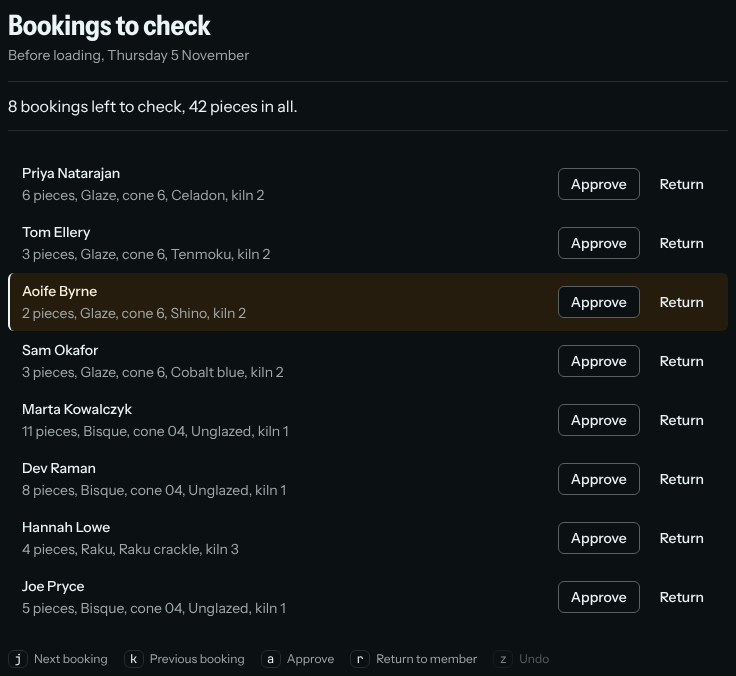 Bookings to check
Before loading, Thursday 5 November
8 bookings left to check, 42 pieces in all.
Priya Natarajan
6 pieces, Glaze, cone 6, Celadon, kiln 2
Approve
Return
Tom Ellery
3 pieces, Glaze, cone 6, Tenmoku, kiln 2
Approve
Return
Aoife Byrne
2 pieces, Glaze, cone 6, Shino, kiln 2
Approve
Return
Sam Okafor
3 pieces, Glaze, cone 6, Cobalt blue, kiln 2
Approve
Return
Marta Kowalczyk
11 pieces, Bisque, cone 04, Unglazed, kiln 1
Approve
Return
Dev Raman
8 pieces, Bisque, cone 04, Unglazed, kiln 1
Approve
Return
Hannah Lowe
4 pieces, Raku, Raku crackle, kiln 3
Approve
Return
Joe Pryce
5 pieces, Bisque, cone 04, Unglazed, kiln 1
Approve
Return
j Next booking k Previous booking a Approve r Return to member z Undo